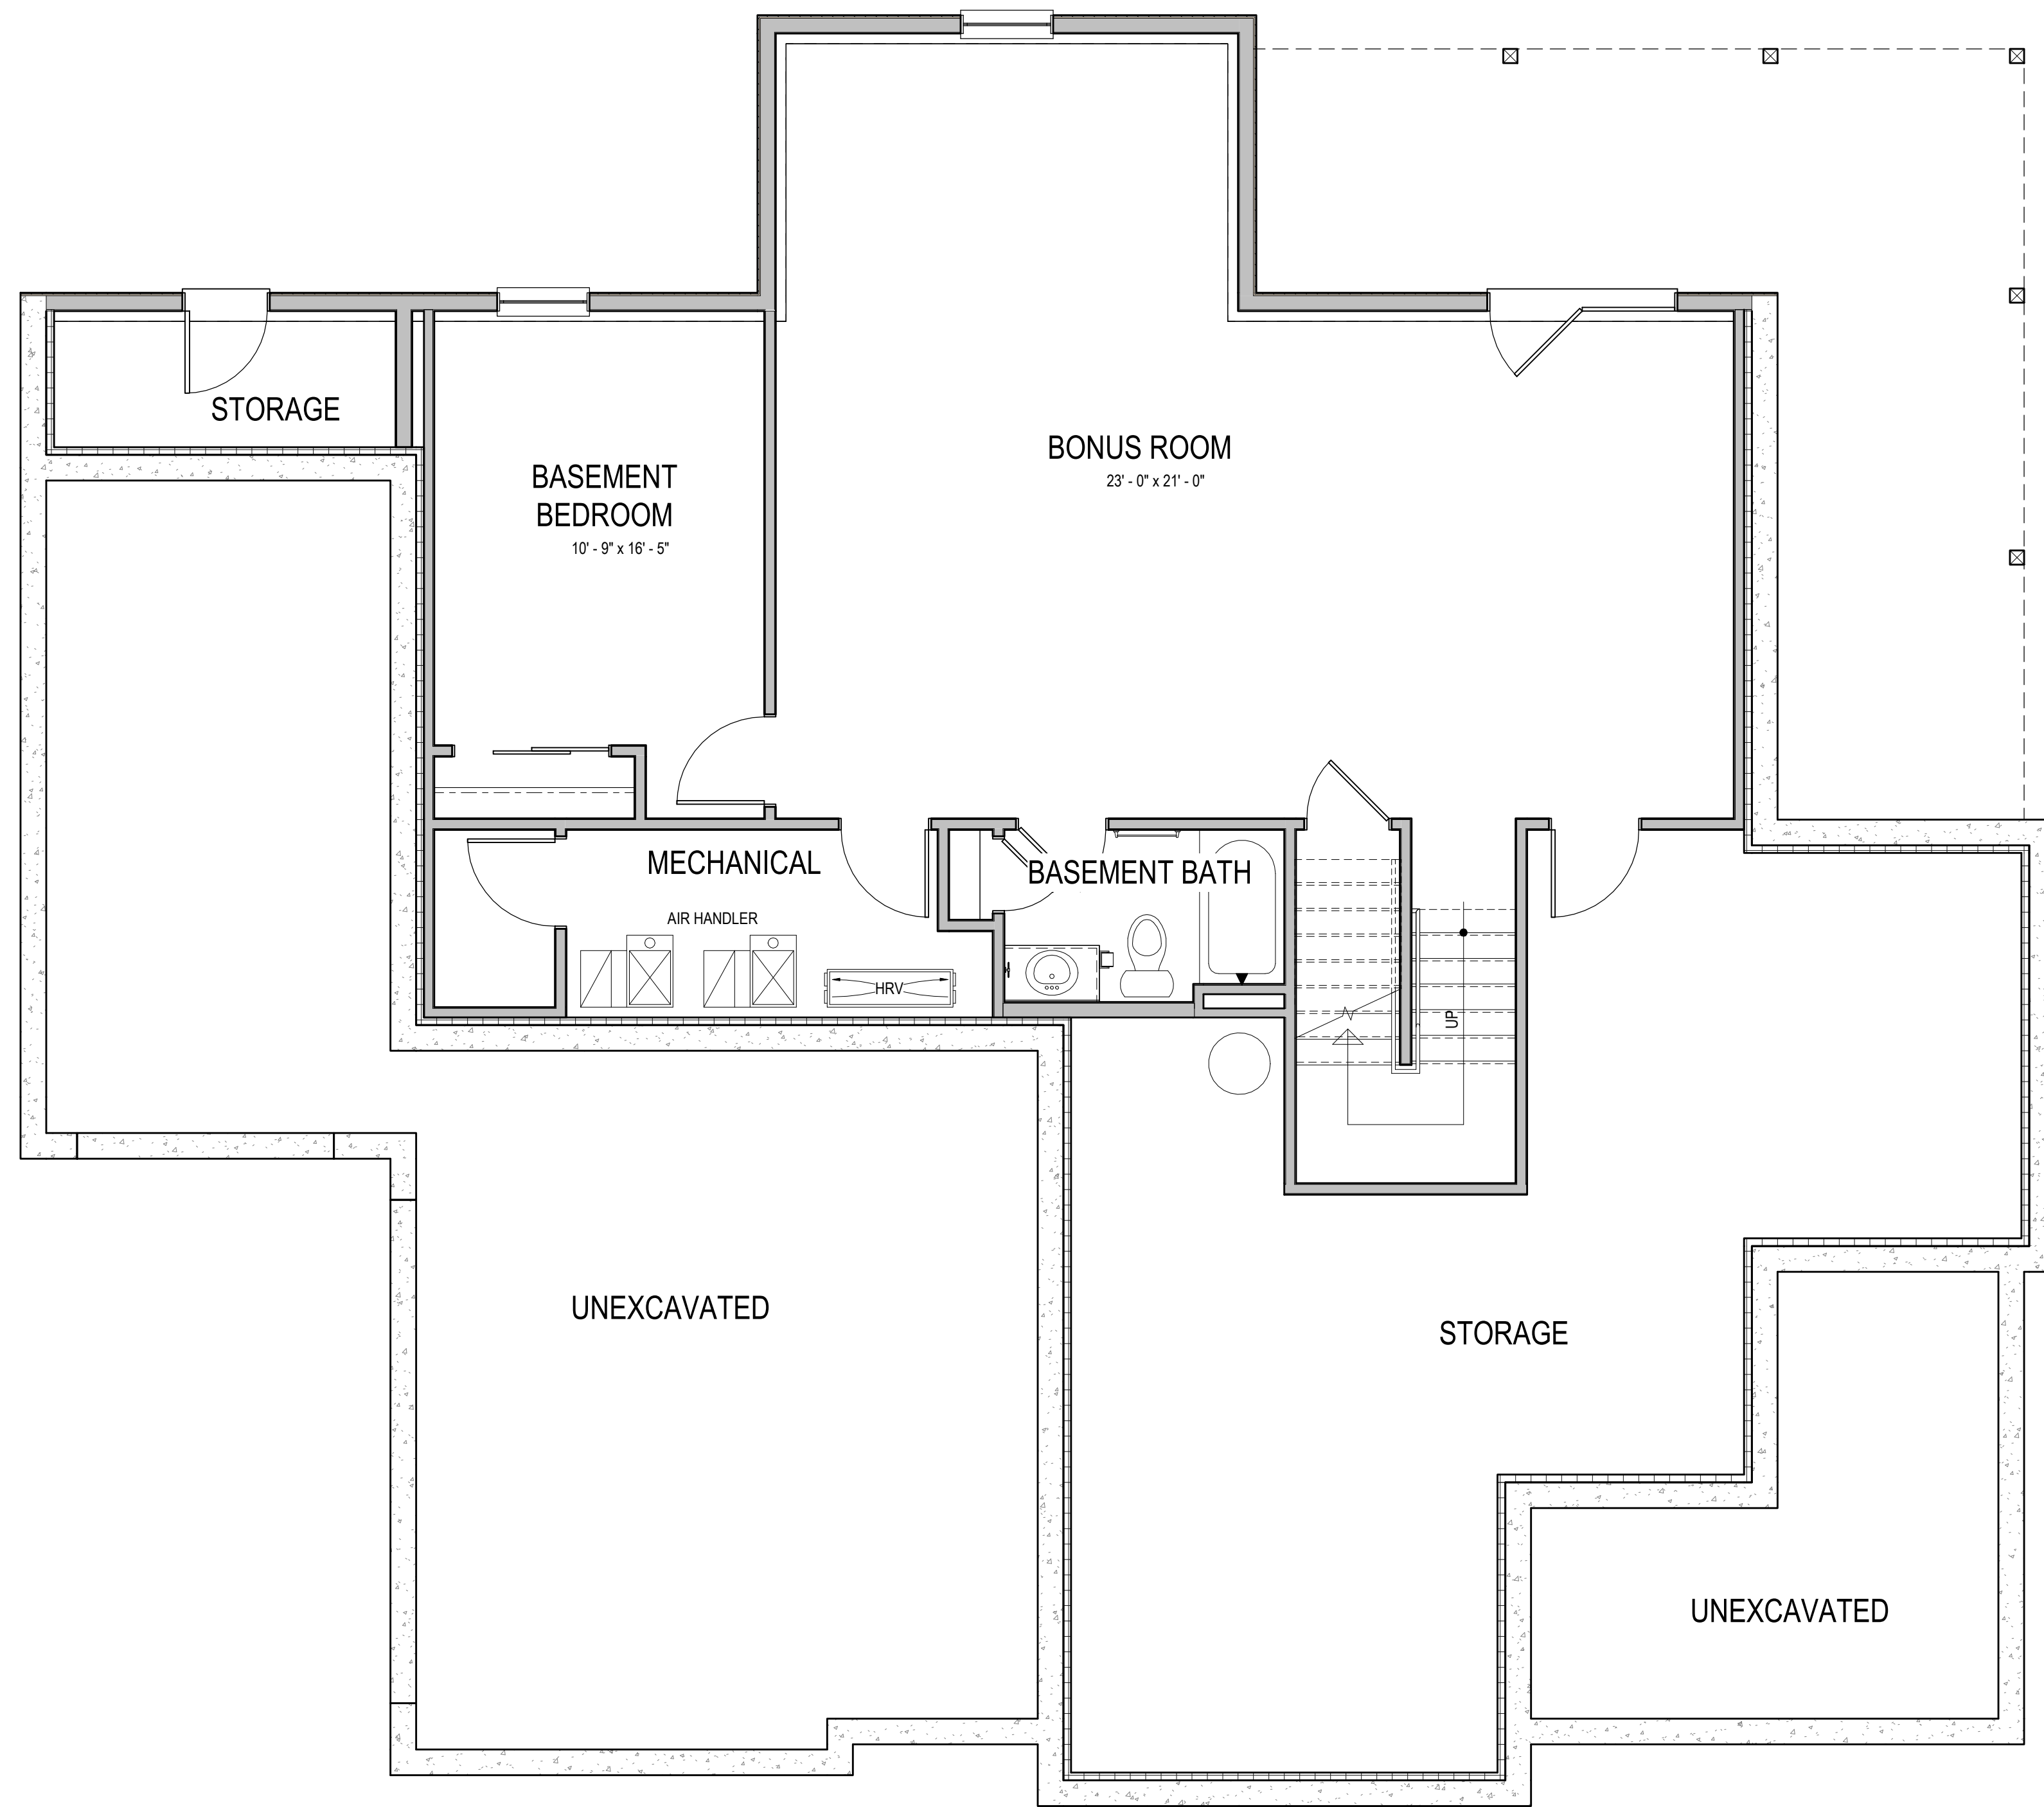 STORAGE
BONUS ROOM
23' - 0" x 21' - 0"
BASEMENT
BEDROOM
10' - 9" x 16' - 5"
MECHANICAL
BASEMENT BATH
AIR HANDLER
HRV
UP
UNEXCAVATED
STORAGE
UNEXCAVATED